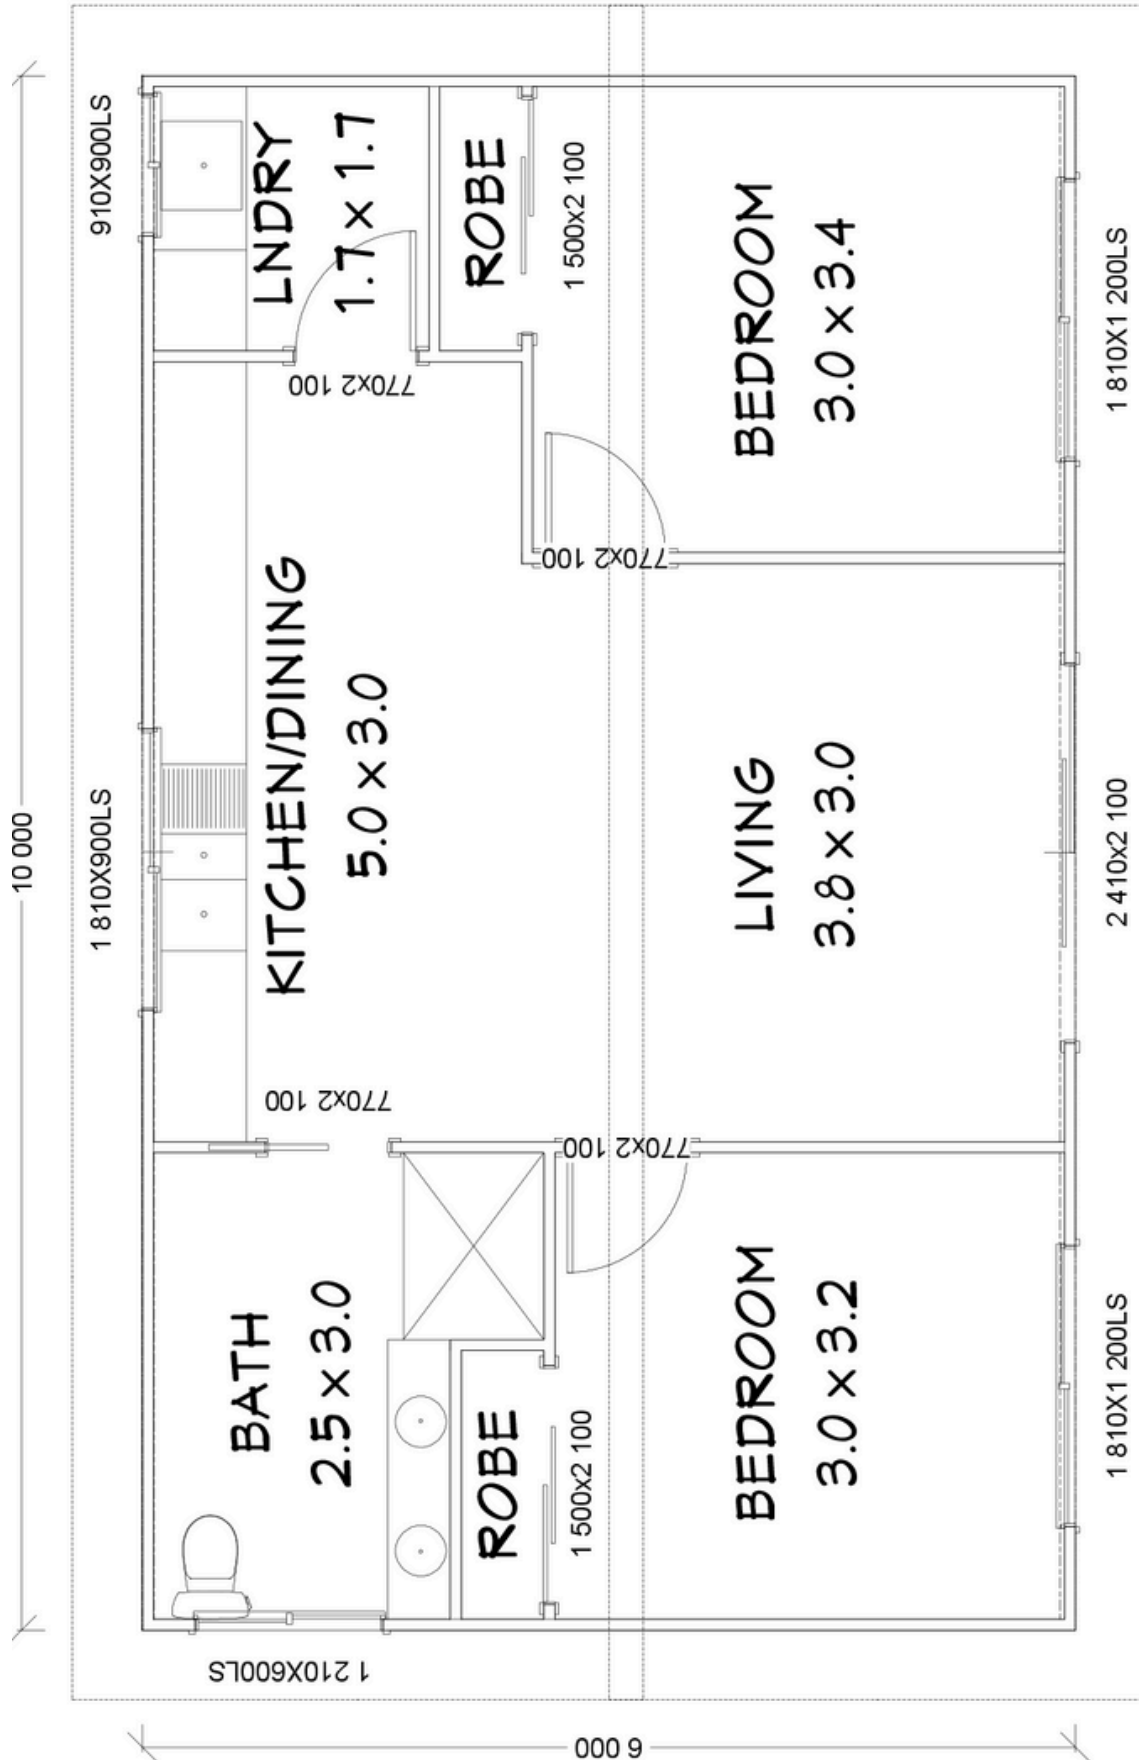 10 000
1 810X900LS
910X900LS
BATH
2.5 x 3.0
1 210X600LS
770x2 100
KITCHEN/DINING
5.0 x 3.0
LNDRY
1.7 x 1.7
770x2 100
ROBE
1 500x2 100
770x2 100
770x2 100
ROBE
1 500x2 100
6 000
BEDROOM
3.0 x 3.2
LIVING
3.8 x 3.0
BEDROOM
3.0 x 3.4
1 810X1 200LS
2 410x2 100
1 810X1 200LS